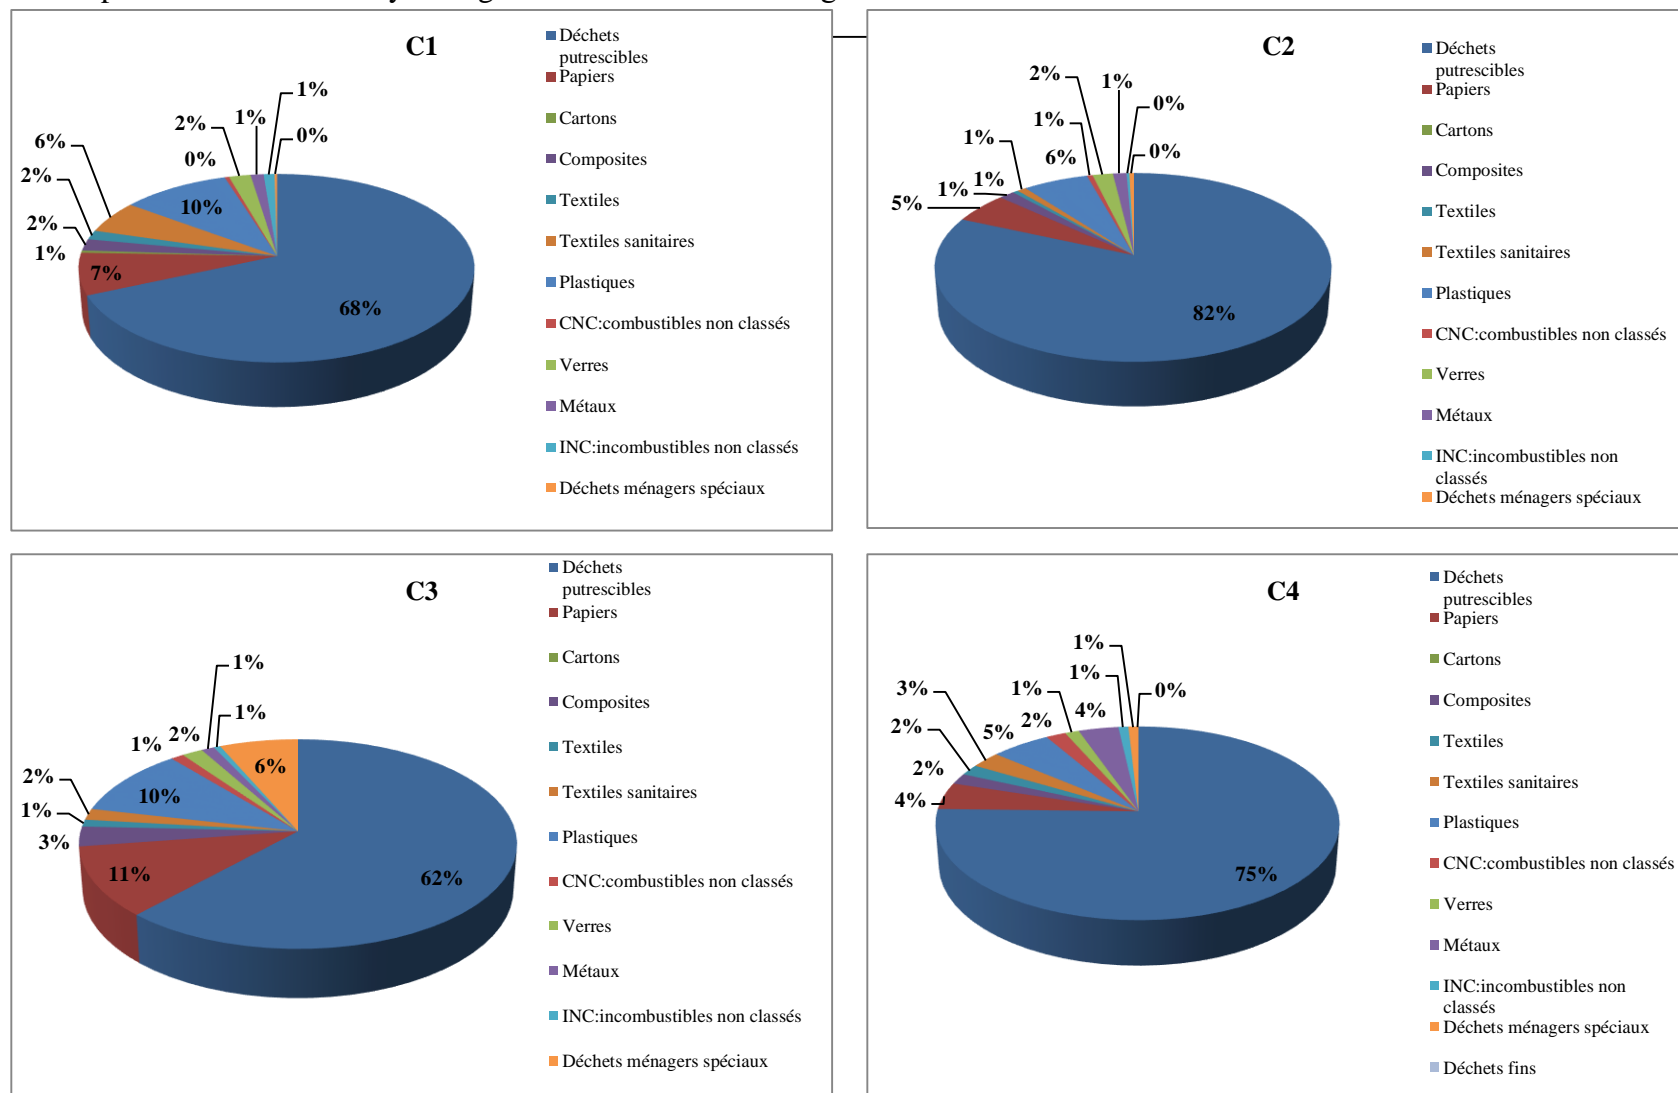 C1
Déchets
putrescibles
Papiers
Cartons
Composites
Textiles
Textiles sanitaires
Plastiques
CNC:combustibles non classés
Verres
Métaux
INC:incombustibles non classés
Déchets ménagers spéciaux
68%
7%
1%
2%
2%
6%
10%
0%
2%
1%
1%
0%
C2
Déchets
putrescibles
Papiers
Cartons
Composites
Textiles
Textiles sanitaires
Plastiques
CNC:combustibles non classés
Verres
Métaux
INC:incombustibles non
classés
Déchets ménagers spéciaux
82%
5%
1%
1%
1%
6%
1%
2%
1%
0%
0%
C3
Déchets
putrescibles
Papiers
Cartons
Composites
Textiles
Textiles sanitaires
Plastiques
CNC:combustibles non classés
Verres
Métaux
INC:incombustibles non classés
Déchets ménagers spéciaux
62%
11%
3%
1%
2%
10%
1%
2%
1%
1%
6%
C4
Déchets
putrescibles
Papiers
Cartons
Composites
Textiles
Textiles sanitaires
Plastiques
CNC:combustibles non classés
Verres
Métaux
INC:incombustibles non
classés
Déchets ménagers spéciaux
Déchets fins
75%
4%
2%
2%
3%
5%
2%
1%
4%
1%
1%
0%